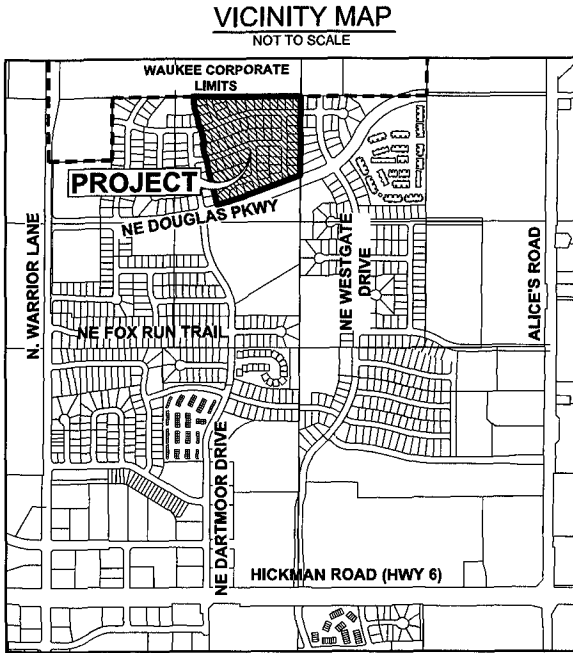 VICINITY MAP
NOT TO SCALE
WAUKEE CORPORATE
LIMITS
PROJECT
NE DOUGLAS PKWY
N. WARRIOR LANE
NE WESTGATE
DRIVE
ALICE'S ROAD
NE FOX RUN TRAIL
NE DARTMOOR DRIVE
HICKMAN ROAD (HWY 6)